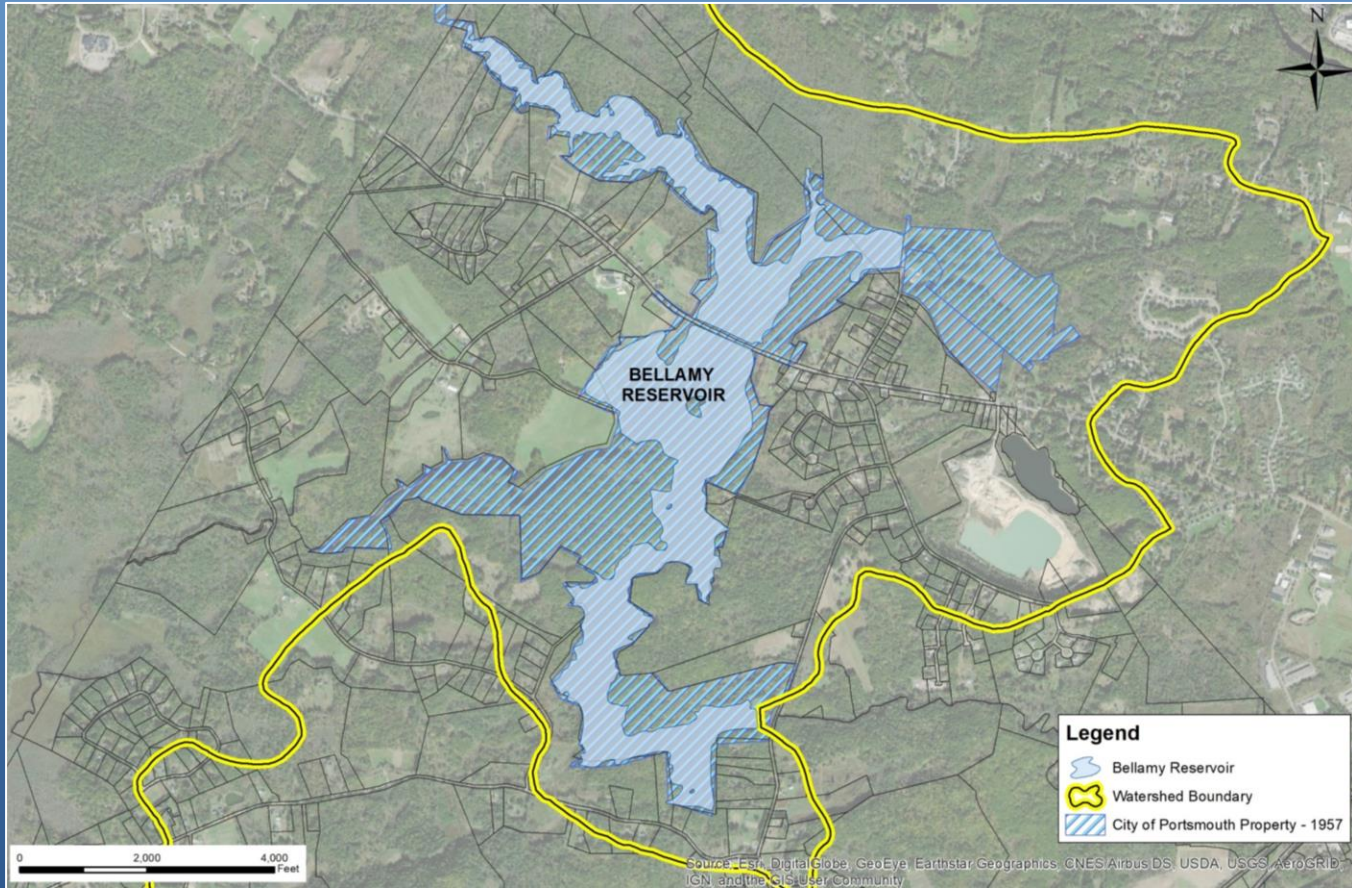 N
BELLAMY
RESERVOIR
Legend
Bellamy Reservoir
Watershed Boundary
City of Portsmouth Property - 1957
0 2,000 4,000
Feet
Source: Esri, DigitalGlobe, GeoEye, Earthstar Geographics, CNES/Airbus DS, USDA, USGS, AeroGRID,
IGN, and the GIS User Community